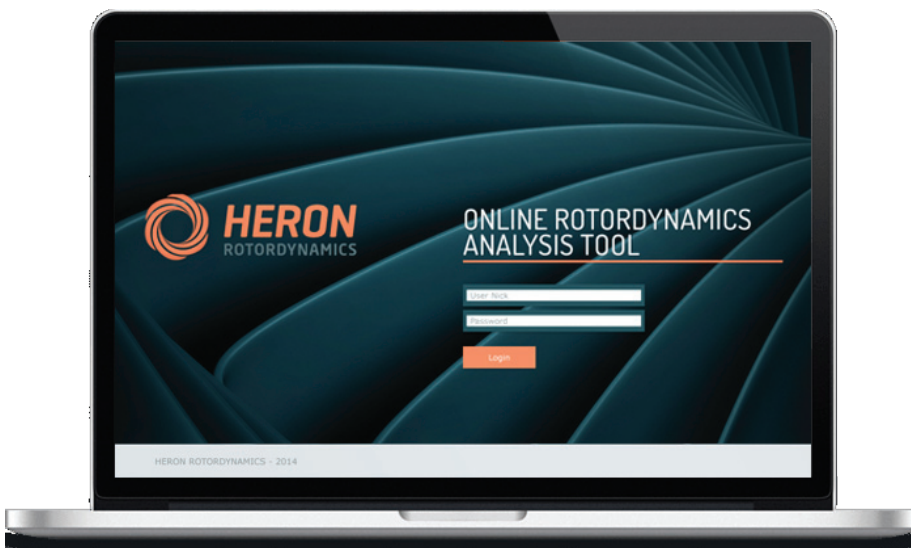 HERON
ROTORDYNAMICS
ONLINE ROTORDYNAMICS
ANALYSIS TOOL
User Nick
Password
Login
HERON ROTORDYNAMICS - 2014